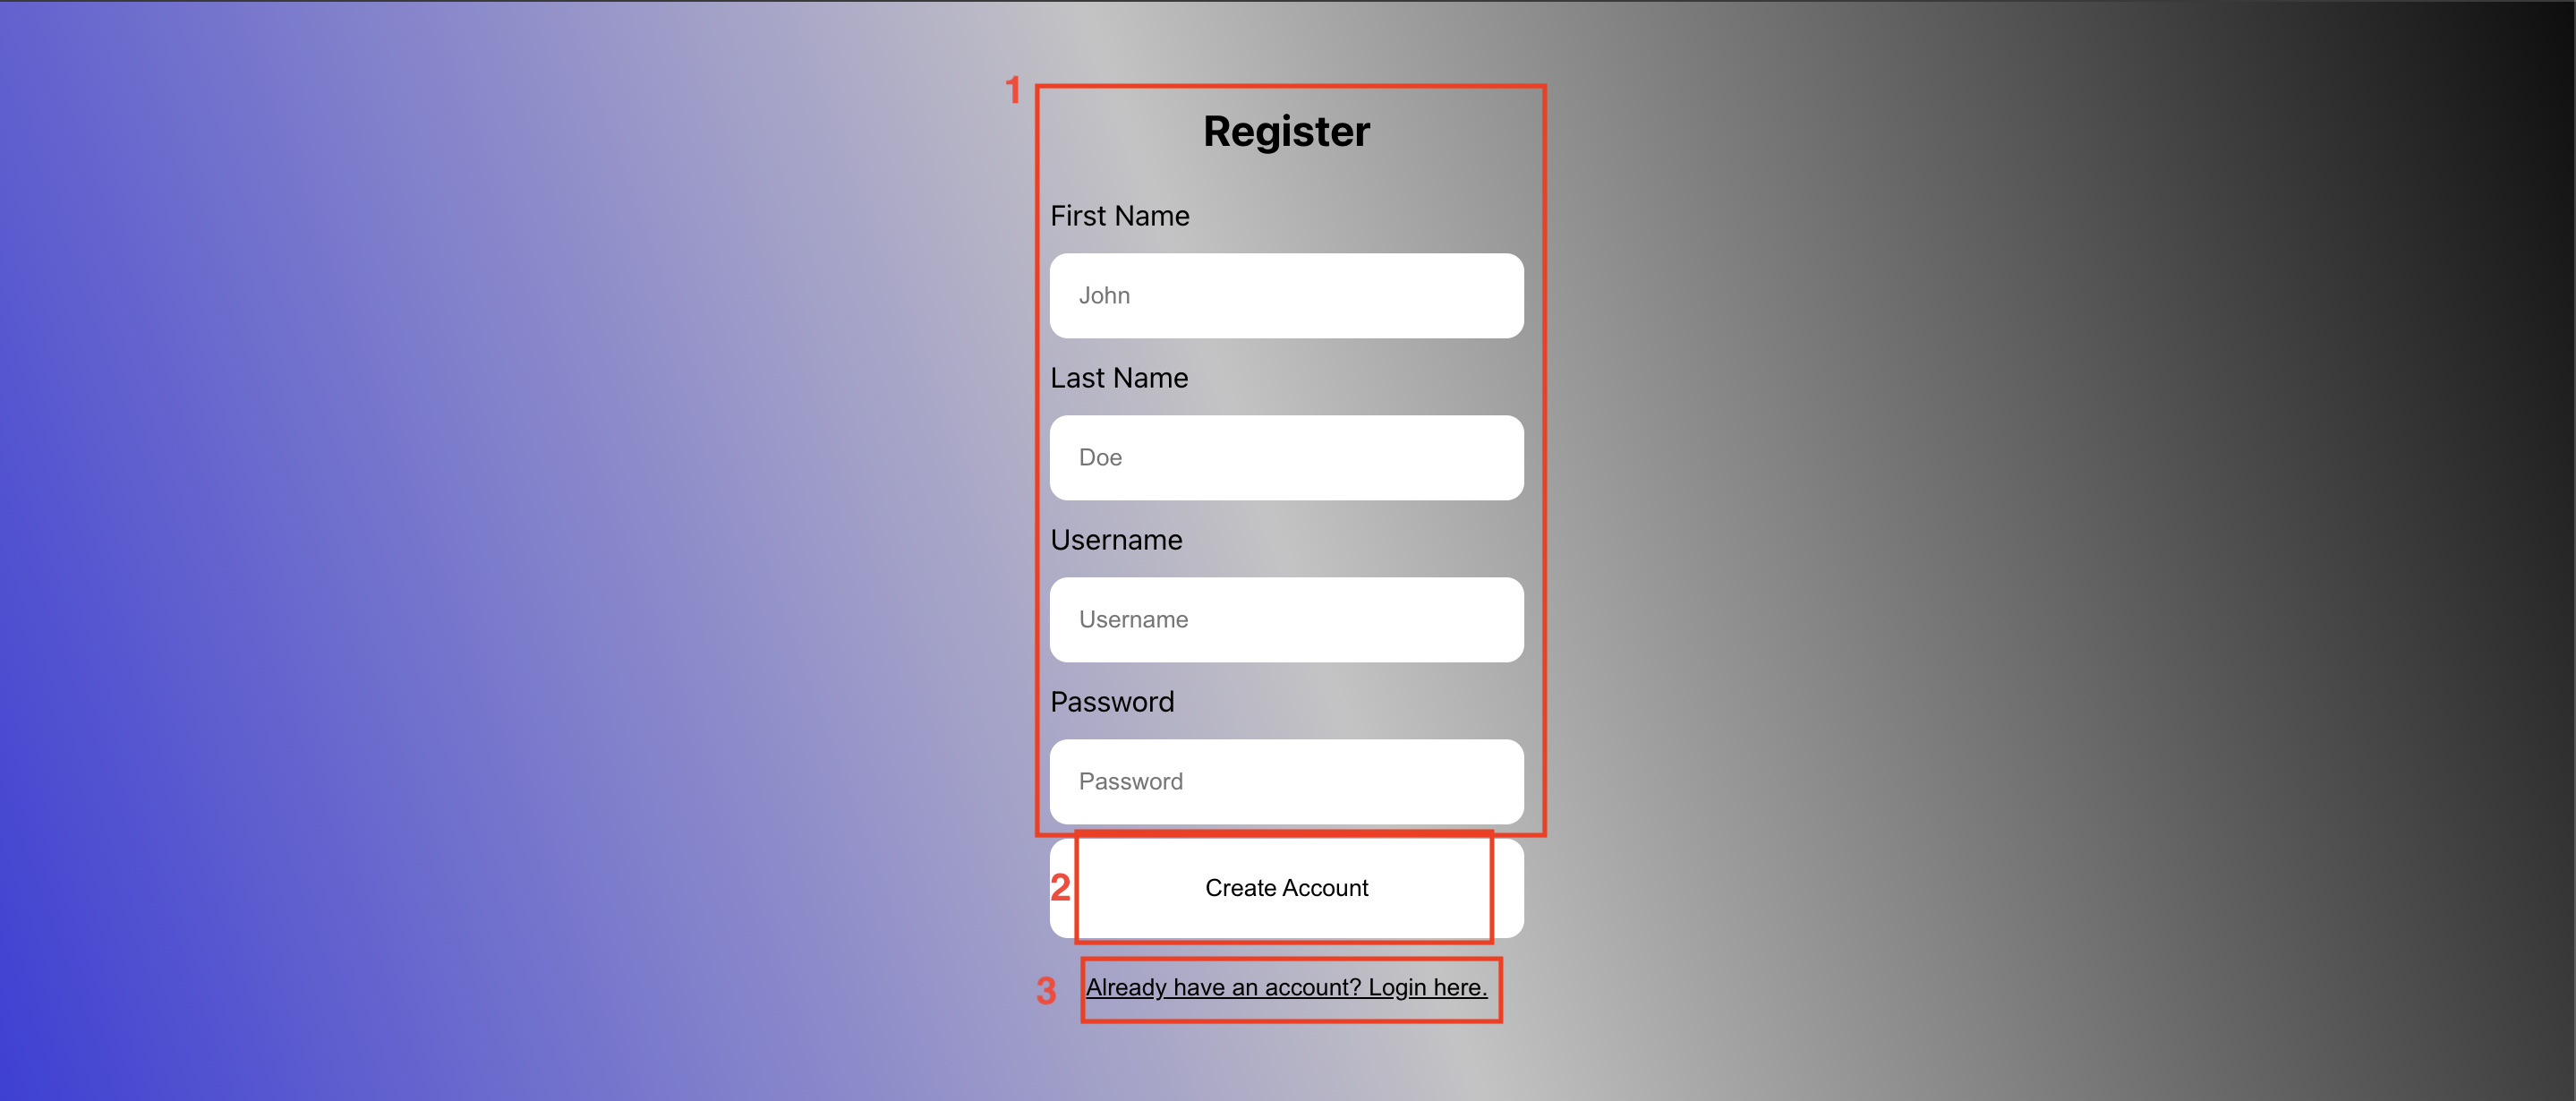 1
Register
First Name
John
Last Name
Doe
Username
Username
Password
Password
2
Create Account
3
Already have an account? Login here.